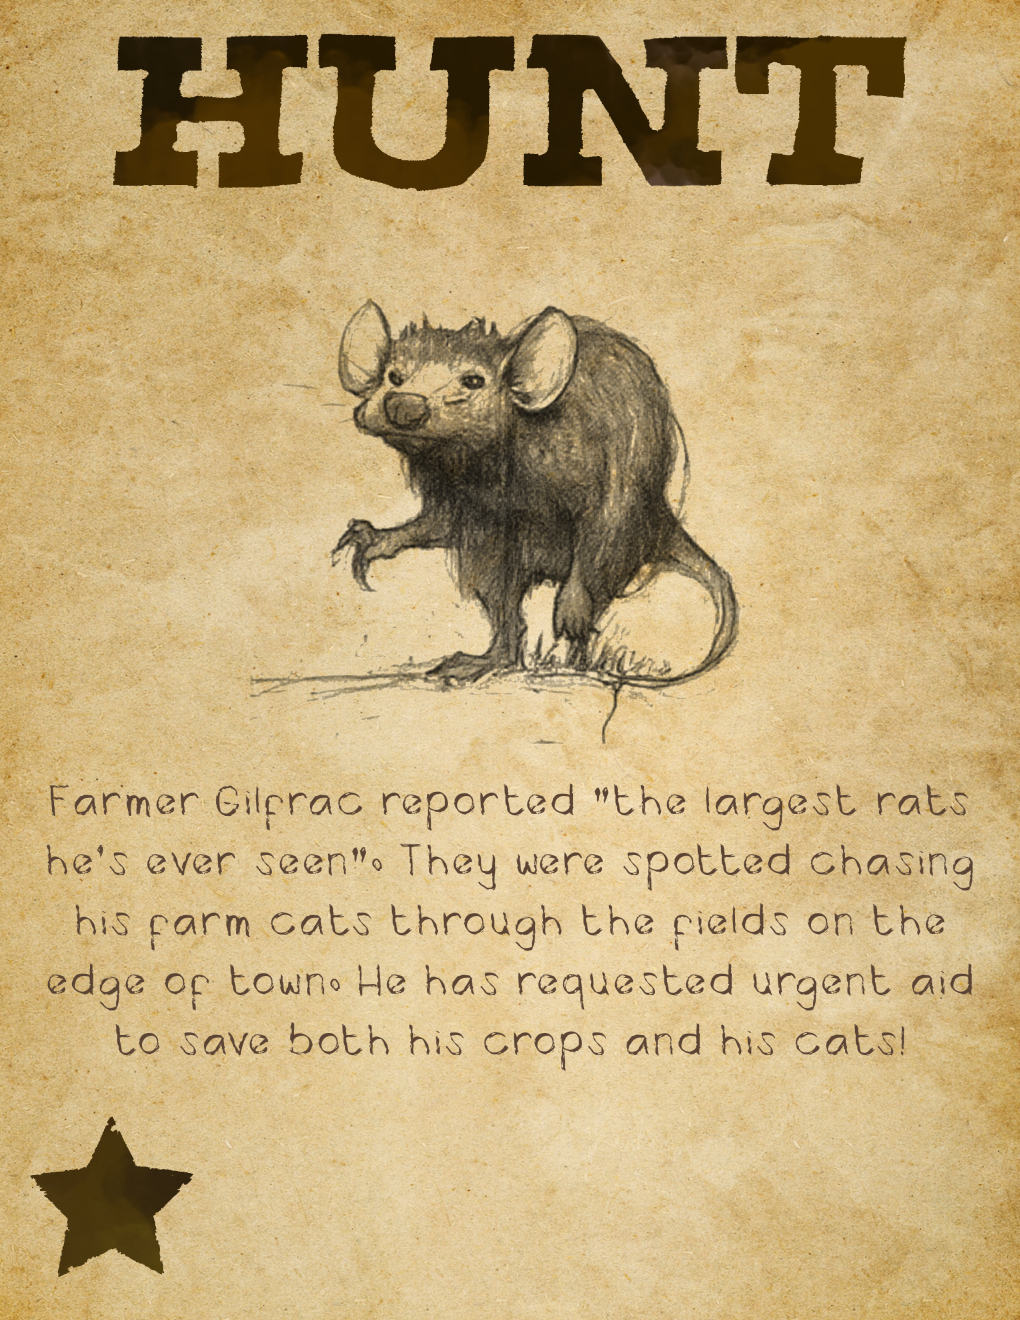 HUNT
Farmer Gilfrac reported "the largest rats
he's ever seen". They were spotted chasing
his farm cats through the fields on the
edge of town. He has requested urgent aid
to save both his crops and his cats!